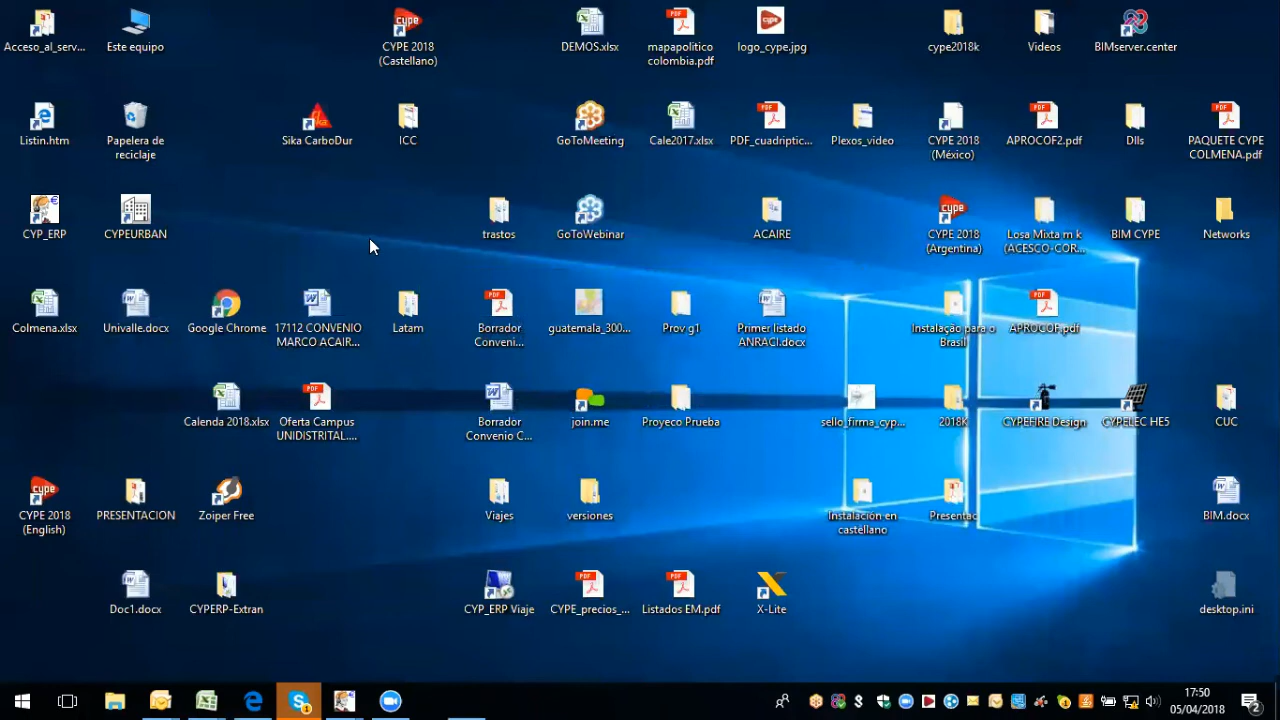 Acceso_al_serv...
Este equipo
CYPE 2018
(Castellano)
DEMOS.xlsx
mapapolitico
colombia.pdf
logo_cype.jpg
cype2018k
Videos
BIMserver.center
Listin.htm
Papelera de
reciclaje
Sika CarboDur
ICC
GoToMeeting
Cale2017.xlsx
PDF_cuadriptic...
Plexos_video
CYPE 2018
(México)
APROCOF2.pdf
Dlls
PAQUETE CYPE
COLMENA.pdf
CYP_ERP
CYPEURBAN
trastos
GoToWebinar
ACAIRE
CYPE 2018
(Argentina)
Losa Mixta m k
(ACESCO-COR...
BIM CYPE
Networks
Colmena.xlsx
Univalle.docx
Google Chrome
17112 CONVENIO
MARCO ACAIR...
Latam
Borrador
Conveni...
guatemala_300...
Prov g1
Primer listado
ANRACI.docx
Instalação para o
Brasil
APROCOF.pdf
Calenda 2018.xlsx
Oferta Campus
UNIDISTRITAL....
Borrador
Convenio C...
join.me
Proyeco Prueba
sello_firma_cyp...
2018K
CYPEFIRE Design
CYPELEC HE5
CUC
CYPE 2018
(English)
PRESENTACION
Zoiper Free
Viajes
versiones
Instalación en
castellano
Presentac
BIM.docx
Doc1.docx
CYPERP-Extran
CYP_ERP Viaje
CYPE_precios_...
Listados EM.pdf
X-Lite
desktop.ini
17:50
05/04/2018